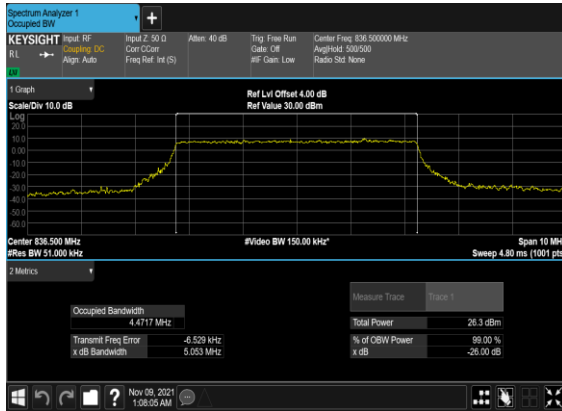 Spectrum Analyzer 1
Occupied BW
KEYSIGHT
RL
Input: RF
Coupling: DC
Align: Auto
Input Z: 50 Ω
Corr CCorr
Freq Ref: Int (S)
Atten: 40 dB
Trig: Free Run
Gate: Off
#IF Gain: Low
Center Freq: 836.500000 MHz
Avg|Hold: 500/500
Radio Std: None
1 Graph
Scale/Div 10.0 dB
Ref Lvl Offset 4.00 dB
Ref Value 30.00 dBm
Log
20.0
10.0
0.00
-10.0
-20.0
-30.0
-40.0
-50.0
-60.0
Center 836.500 MHz
#Res BW 51.000 kHz
#Video BW 150.00 kHz*
Span 10 MH
Sweep 4.80 ms (1001 pts
2 Metrics
Measure Trace
Trace 1
Occupied Bandwidth
4.4717 MHz
Total Power
26.3 dBm
Transmit Freq Error
-6.529 kHz
% of OBW Power
99.00 %
x dB Bandwidth
5.053 MHz
x dB
-26.00 dB
?
Nov 09, 2021
1:08:05 AM